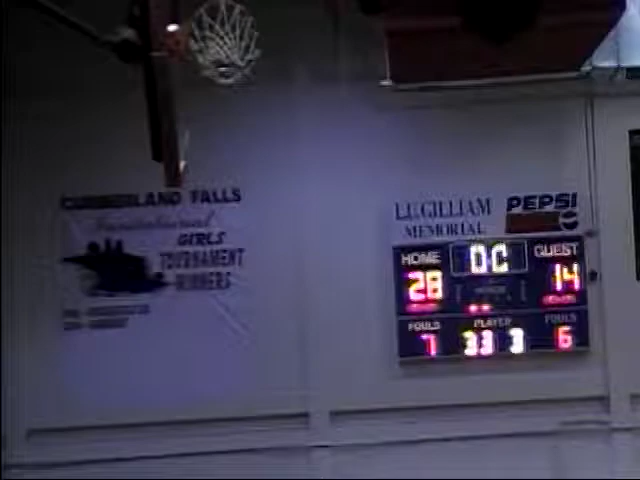 CUMBERLAND FALLS
Invitational
GIRLS
TOURNAMENT
WINNERS
L.U. GILLIAM
MEMORIAL
PEPSI
HOME
GUEST
28
14
FOULS
PLAYER
FOULS
7
33 3
6